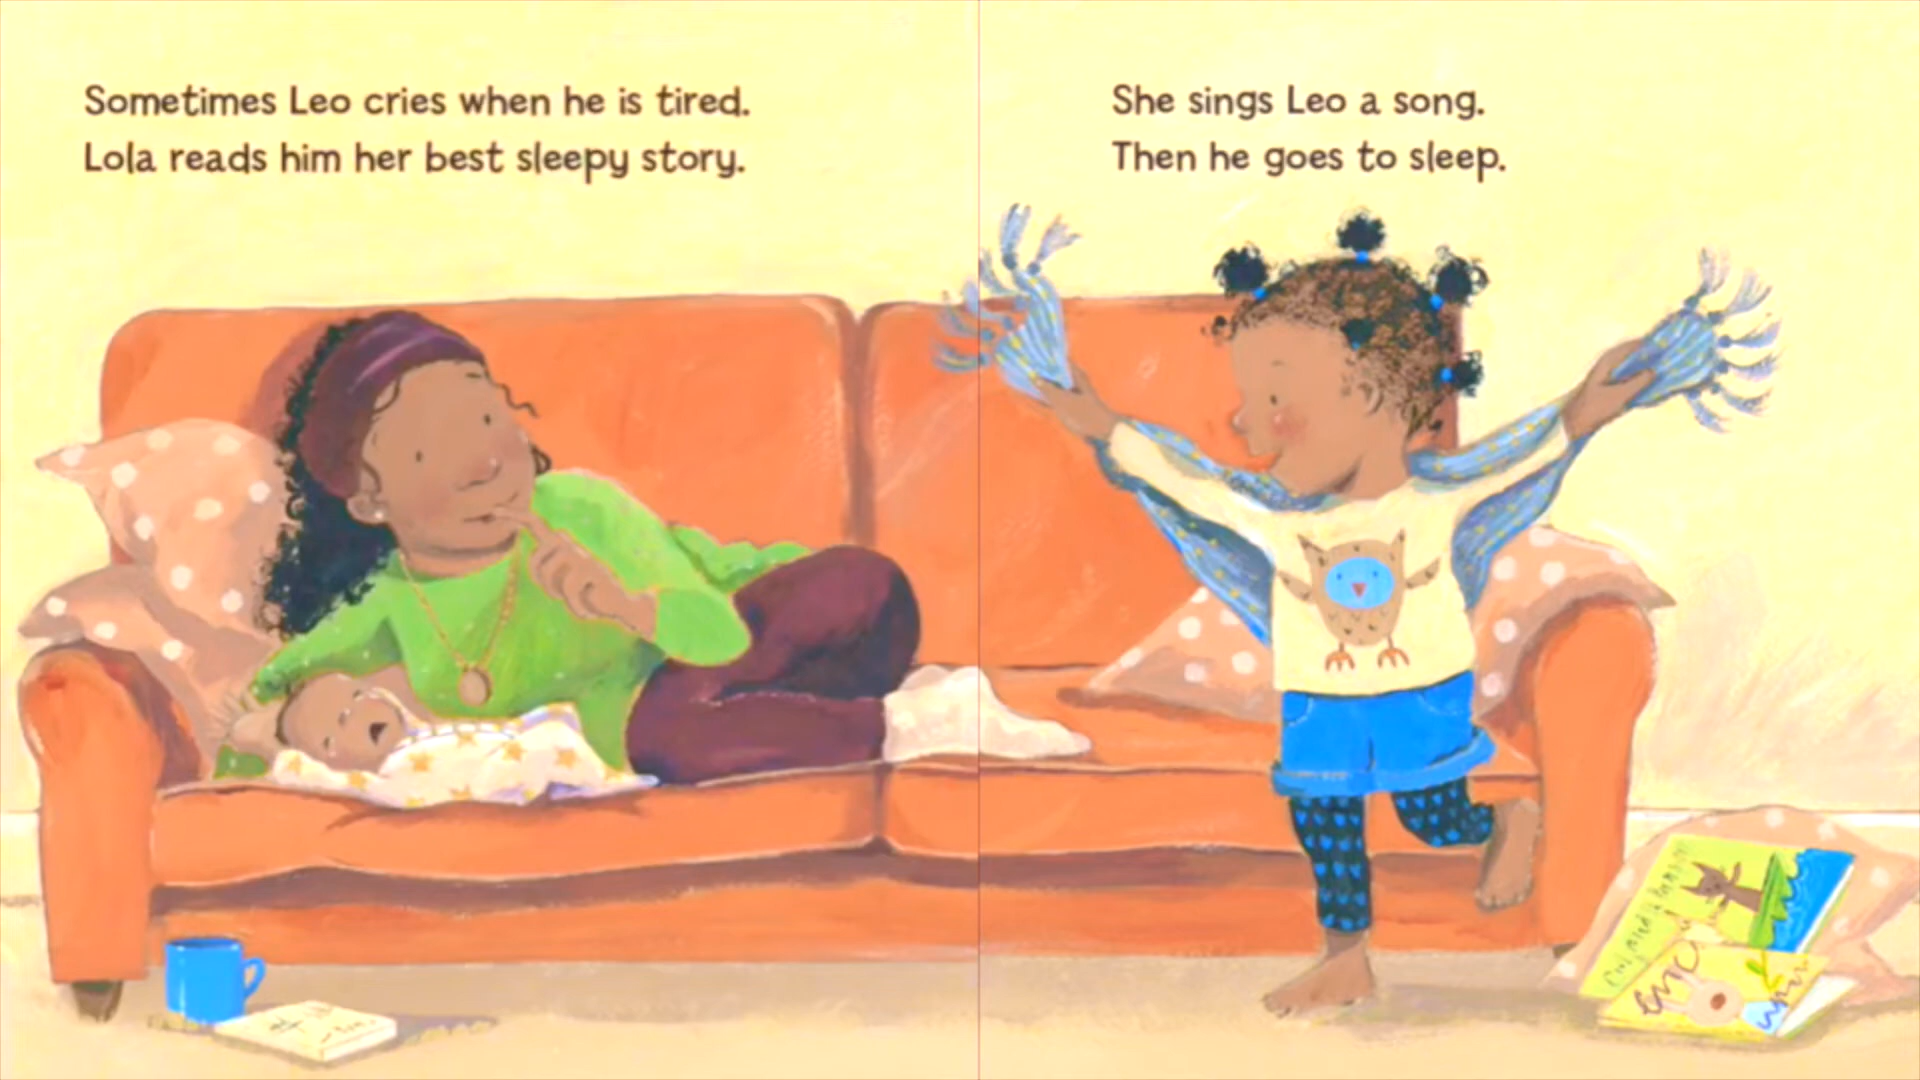 Sometimes Leo cries when he is tired.
Lola reads him her best sleepy story.
She sings Leo a song.
Then he goes to sleep.